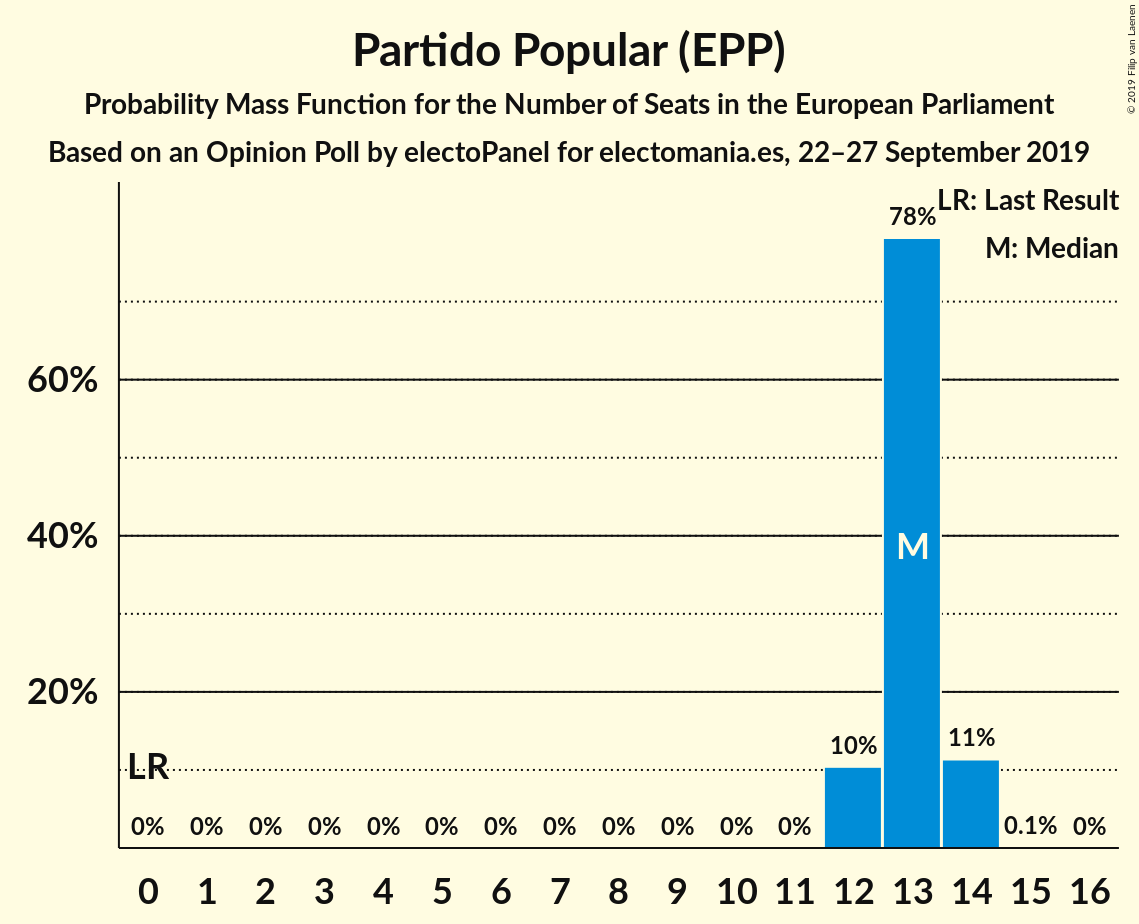 Partido Popular (EPP)
Probability Mass Function for the Number of Seats in the European Parliament
Based on an Opinion Poll by electoPanel for electomania.es, 22–27 September 2019
© 2019 Filip van Laenen
LR: Last Result
M: Median
78%
60%
40%
M
20%
10%
11%
LR
0% 0% 0% 0% 0% 0% 0% 0% 0% 0% 0% 0% 0.1% 0%
0 1 2 3 4 5 6 7 8 9 10 11 12 13 14 15 16